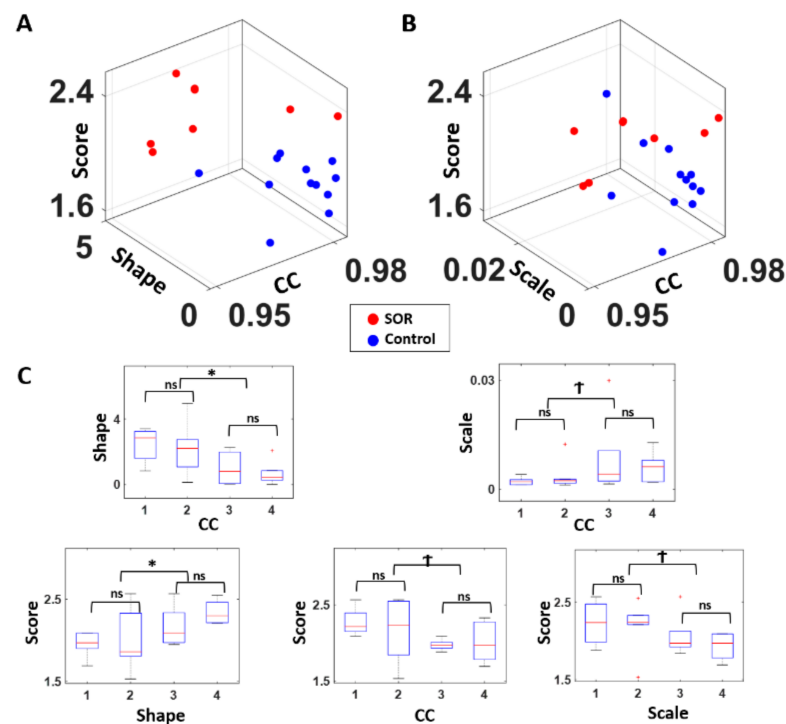 A
B
2.4
2.4
Score
Score
1.6
1.6
5
Shape
CC
0.98
0.02
Scale
CC
0.98
0
0.95
0
0.95
SOR
Control
C
*
ns
ns
4
Shape
0
1 2 3 4
CC
0.03
†
ns
ns
Scale
0
1 2 3 4
CC
*
ns
ns
2.5
Score
1.5
1 2 3 4
Shape
†
ns
ns
2.5
Score
1.5
1 2 3 4
CC
†
ns
ns
2.5
Score
1.5
1 2 3 4
Scale